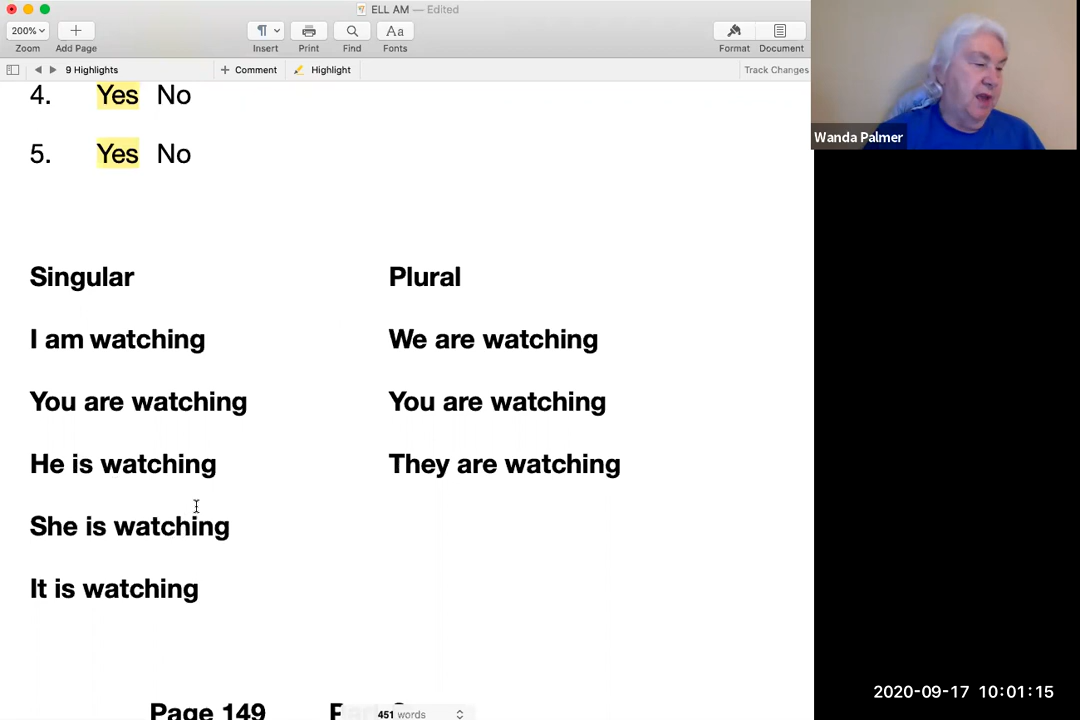 ELL AM — Edited
200%
Zoom
Add Page
Insert
Print
Find
Aa
Fonts
Format
Document
9 Highlights
Comment
Highlight
Track Changes
Wanda Palmer
4. Yes No
5. Yes No
Singular Plural
I am watching We are watching
You are watching You are watching
He is watching They are watching
She is watching
It is watching
Page 149
451 words
2020-09-17 10:01:15